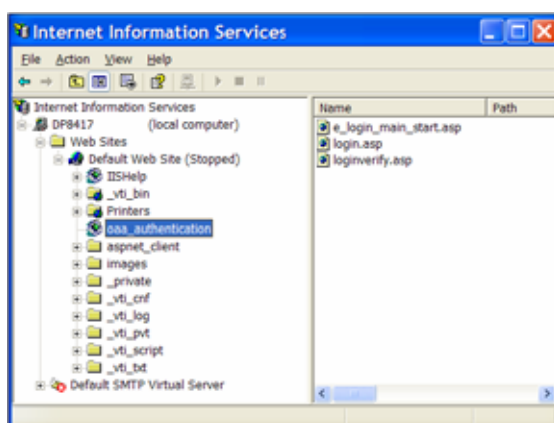 Internet Information Services
File Action View Help
Internet Information Services
DP8417 (local computer)
Web Sites
Default Web Site (Stopped)
IISHelp
_vti_bin
Printers
oaa_authentication
aspnet_client
images
_private
_vti_cnf
_vti_log
_vti_pvt
_vti_script
_vti_txt
Default SMTP Virtual Server
Name Path
e_login_main_start.asp
login.asp
loginverify.asp